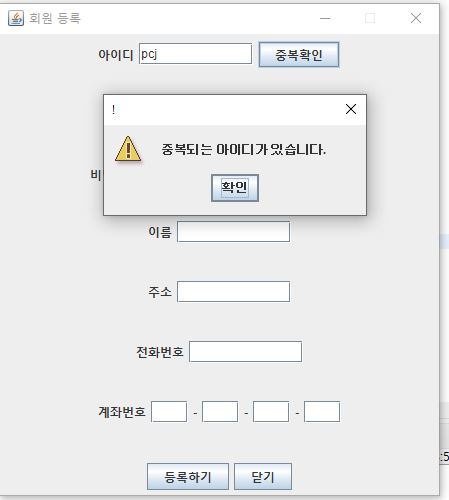 회원 등록
아이디 pcj 중복확인
!
중복되는 아이디가 있습니다.
비
확인
이름
주소
전화번호
계좌번호 - - -
등록하기 닫기
:5